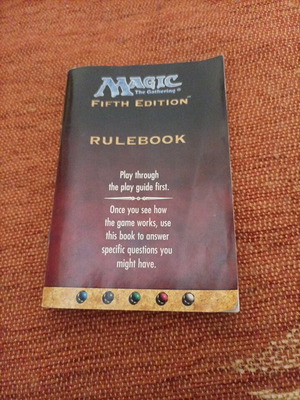 MAGIC
The Gathering®
FIFTH EDITION™
RULEBOOK
Play through
the play guide first.
Once you see how
the game works, use
this book to answer
specific questions you
might have.